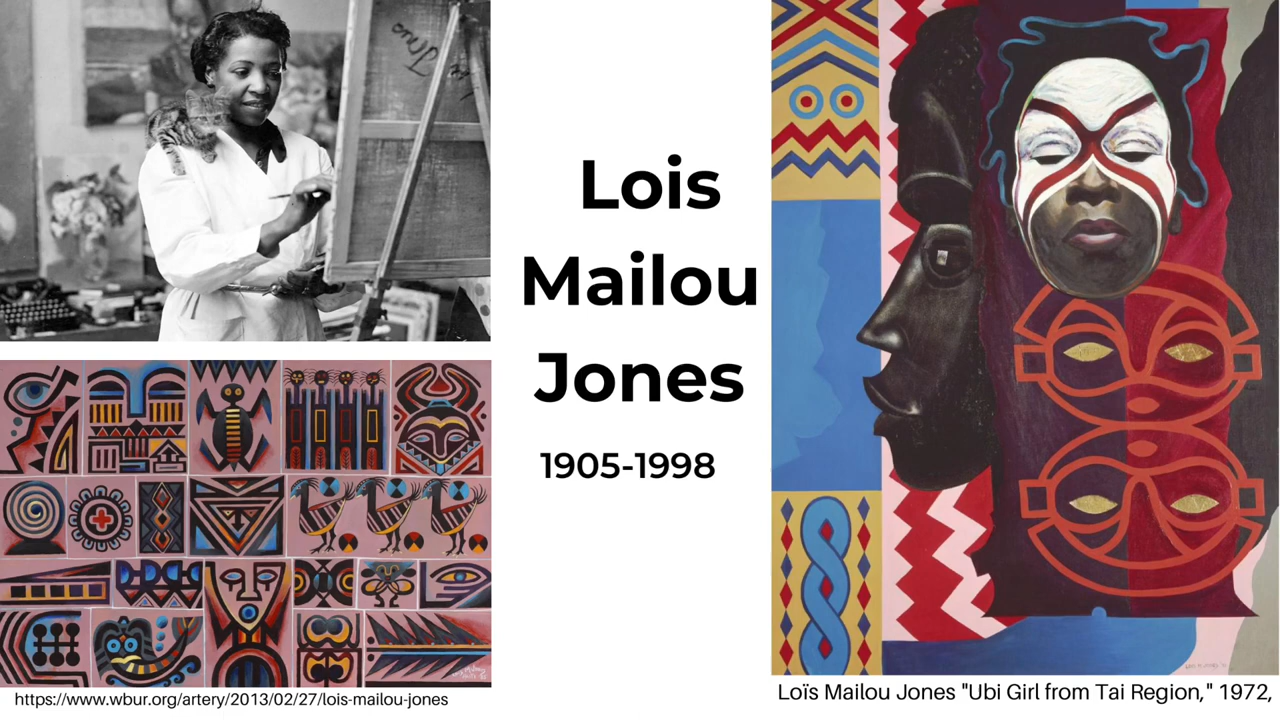 Lois
Mailou
Jones
1905-1998
https://www.wbur.org/artery/2013/02/27/lois-mailou-jones
Loïs Mailou Jones "Ubi Girl from Tai Region," 1972,